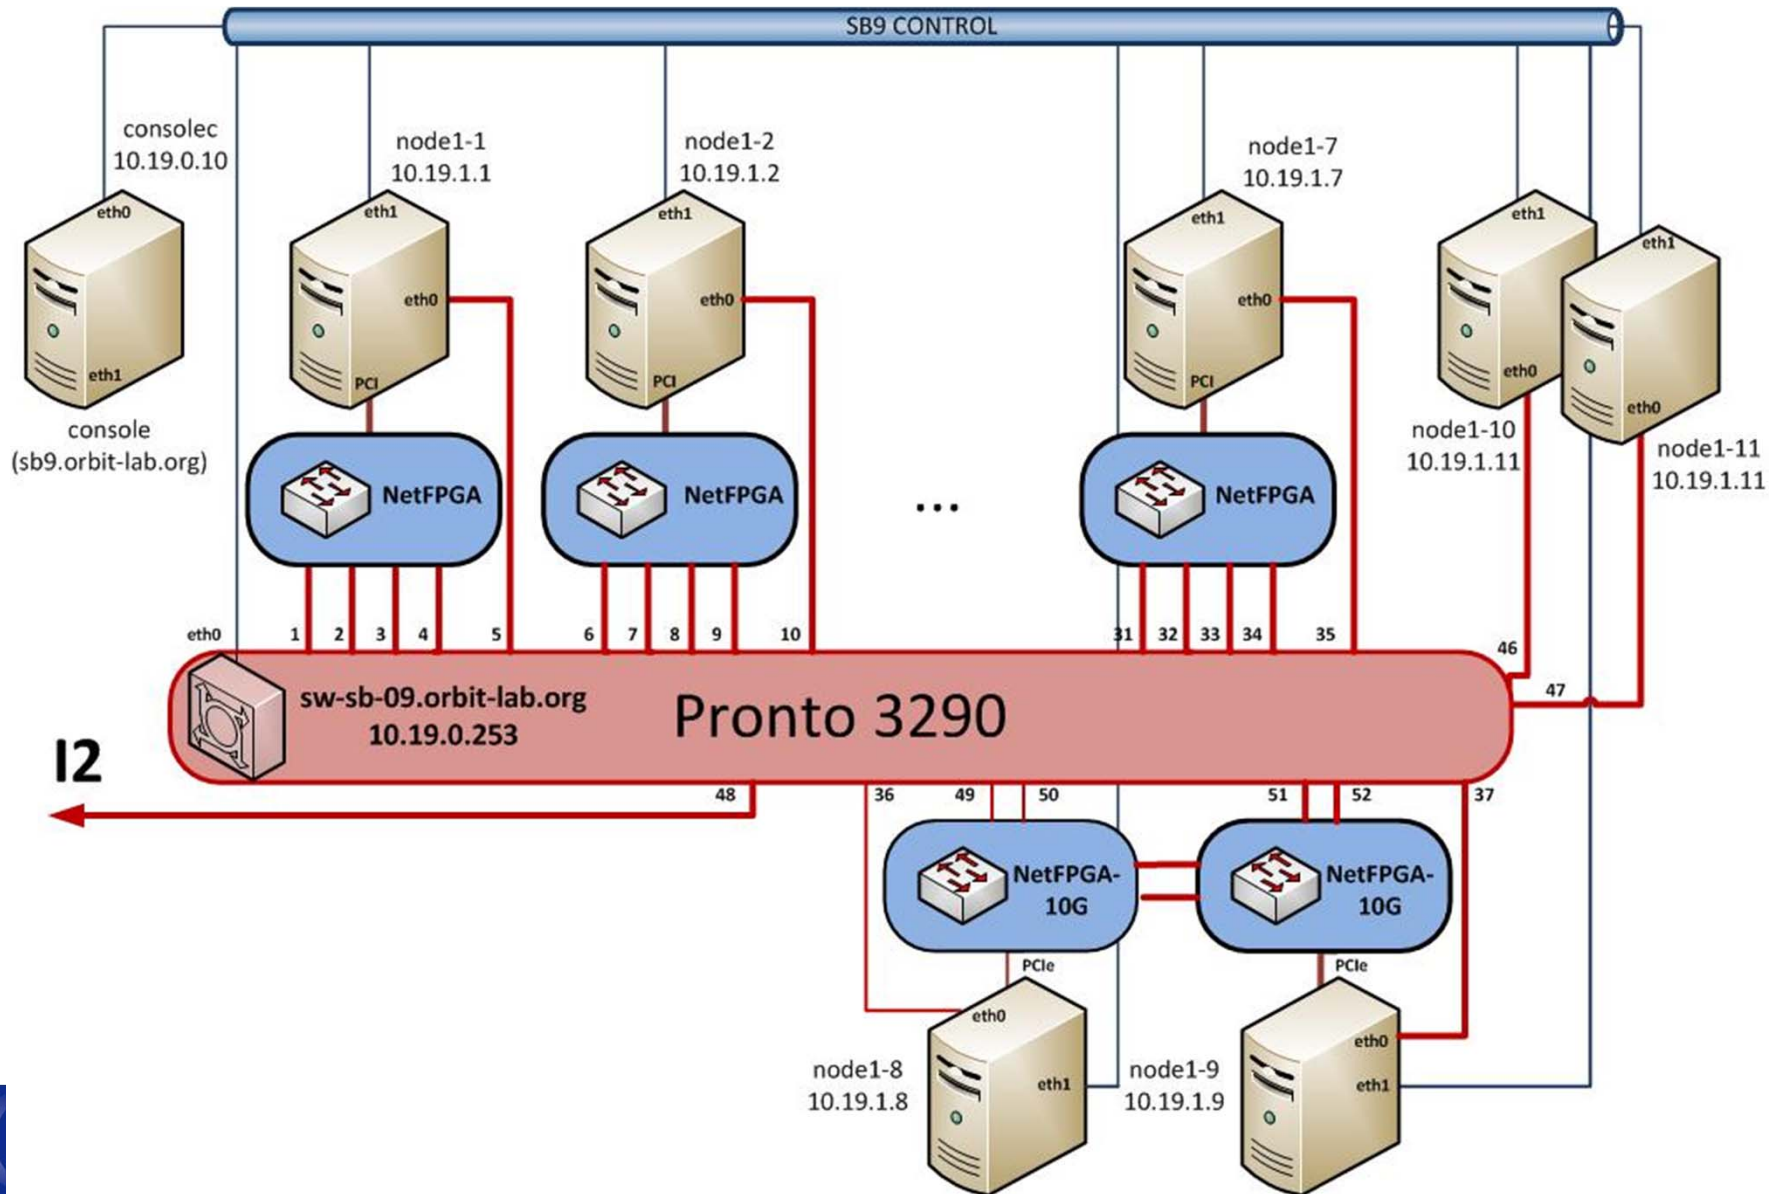 SB9 CONTROL
consolec
10.19.0.10
node1-1
10.19.1.1
node1-2
10.19.1.2
node1-7
10.19.1.7
eth0
eth1
eth1
eth1
eth1
eth1
eth0
eth0
eth0
eth1
PCI
PCI
PCI
eth0
eth0
console
(sb9.orbit-lab.org)
node1-10
10.19.1.11
node1-11
10.19.1.11
NetFPGA
NetFPGA
...
NetFPGA
eth0
1
2
3
4
5
6
7
8
9
10
31
32
33
34
35
46
47
sw-sb-09.orbit-lab.org
10.19.0.253
Pronto 3290
I2
48
36
49
50
51
52
37
NetFPGA-
10G
NetFPGA-
10G
PCIe
PCIe
eth0
eth0
node1-8
10.19.1.8
eth1
node1-9
10.19.1.9
eth1